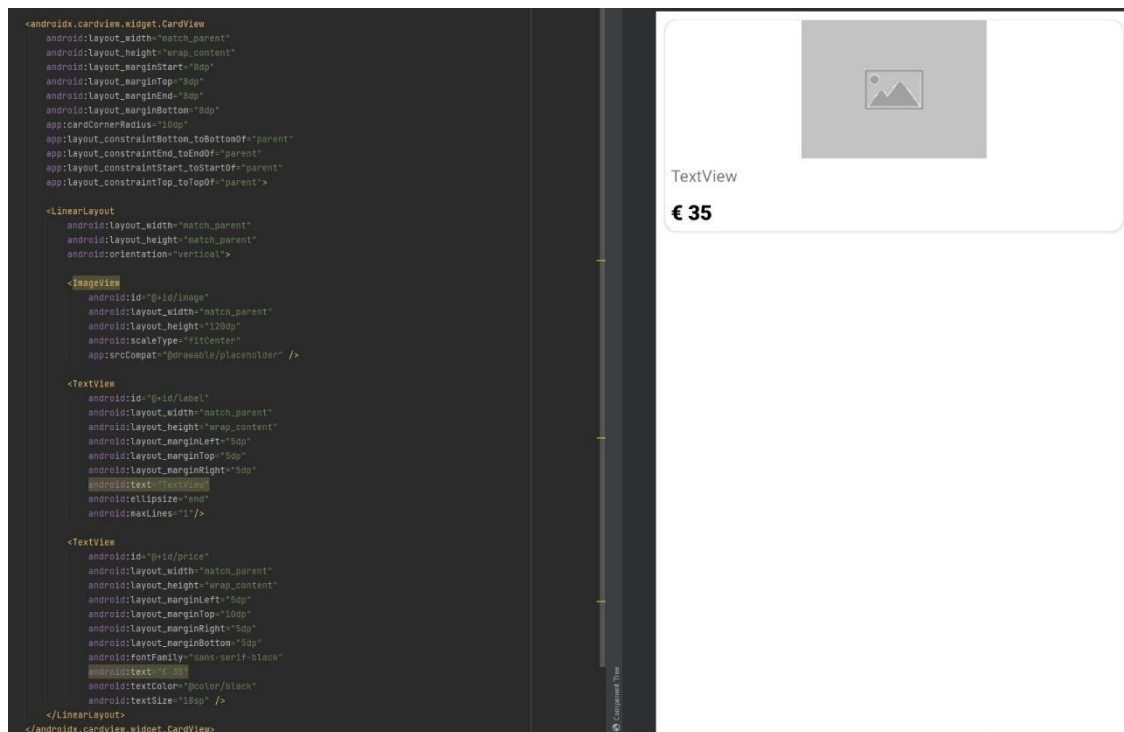 <androidx.cardview.widget.CardView
android:layout_width="match_parent"
android:layout_height="wrap_content"
android:layout_marginStart="8dp"
android:layout_marginTop="8dp"
android:layout_marginEnd="8dp"
android:layout_marginBottom="8dp"
app:cardCornerRadius="10dp"
app:layout_constraintBottom_toBottomOf="parent"
app:layout_constraintEnd_toEndOf="parent"
app:layout_constraintStart_toStartOf="parent"
app:layout_constraintTop_toTopOf="parent">
<LinearLayout
android:layout_width="match_parent"
android:layout_height="match_parent"
android:orientation="vertical">
<ImageView
android:id="@+id/image"
android:layout_width="match_parent"
android:layout_height="120dp"
android:scaleType="fitCenter"
app:srcCompat="@drawable/placeholder" />
<TextView
android:id="@+id/label"
android:layout_width="match_parent"
android:layout_height="wrap_content"
android:layout_marginLeft="5dp"
android:layout_marginTop="5dp"
android:layout_marginRight="5dp"
android:text="TextView"
android:ellipsize="end"
android:maxLines="1"/>
<TextView
android:id="@+id/price"
android:layout_width="match_parent"
android:layout_height="wrap_content"
android:layout_marginLeft="5dp"
android:layout_marginTop="10dp"
android:layout_marginRight="5dp"
android:layout_marginBottom="5dp"
android:fontFamily="sans-serif-black"
android:text="€ 35"
android:textColor="@color/black"
android:textSize="18sp" />
</LinearLayout>
</androidx.cardview.widget.CardView>
Component Tree
TextView
€ 35